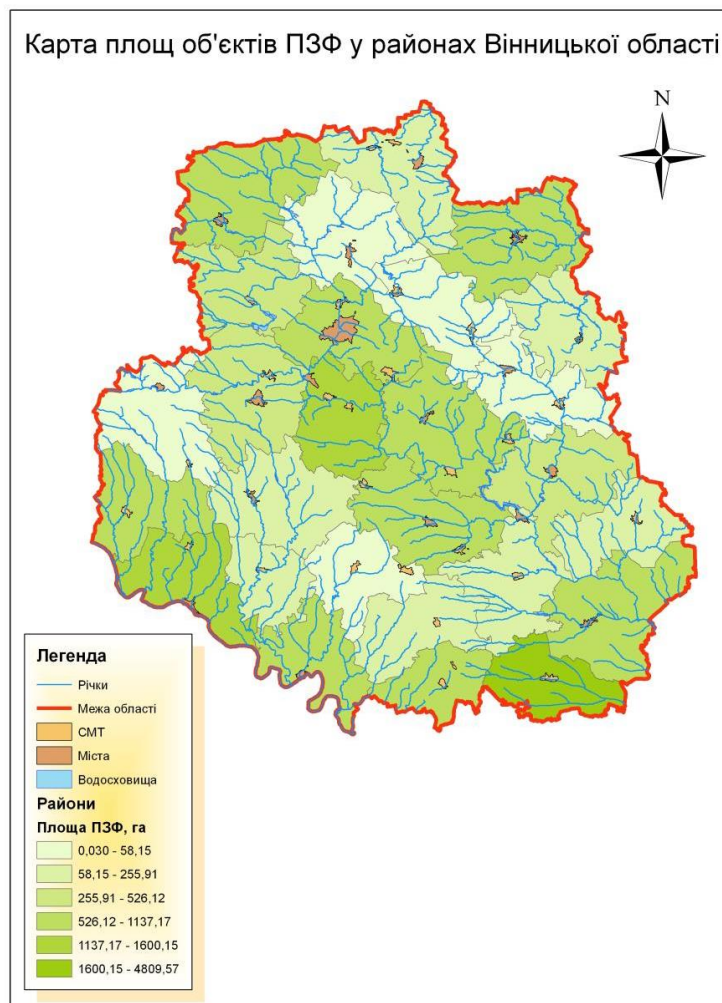 Карта площ об'єктів ПЗФ у районах Вінницької області
N
Легенда
Річки
Межа області
СМТ
Міста
Водосховища
Райони
Площа ПЗФ, га
0,030 - 58,15
58,15 - 255,91
255,91 - 526,12
526,12 - 1137,17
1137,17 - 1600,15
1600,15 - 4809,57